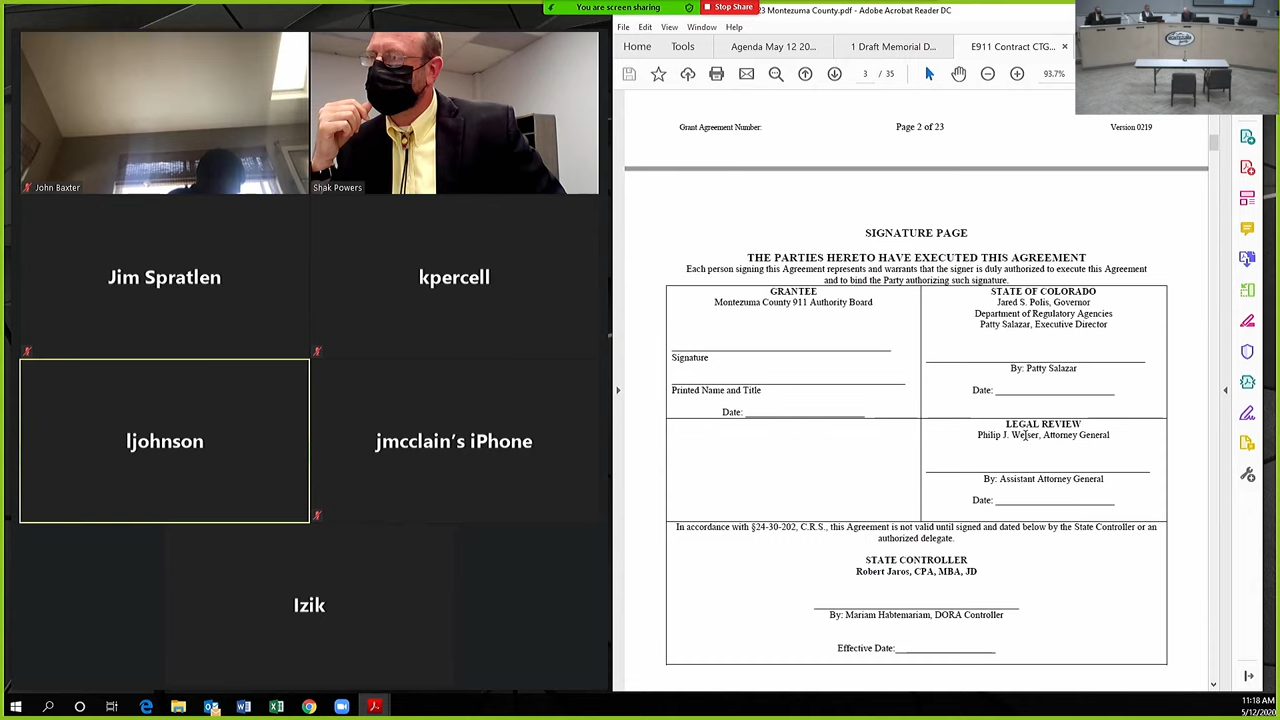 You are screen sharing
Stop Share
23 Montezuma County.pdf - Adobe Acrobat Reader DC
File Edit View Window Help
Home Tools Agenda May 12 20... 1 Draft Memorial D... E911 Contract CTG... ×
3 / 35 93.7%
MONTEZUMA
Grant Agreement Number: Page 2 of 23 Version 0219
John Baxter
Shak Powers
Jim Spratlen
kpercell
ljohnson
jmcclain's iPhone
Izik
SIGNATURE PAGE
THE PARTIES HERETO HAVE EXECUTED THIS AGREEMENT
Each person signing this Agreement represents and warrants that the signer is duly authorized to execute this Agreement
and to bind the Party authorizing such signature.
GRANTEE
Montezuma County 911 Authority Board
Signature
Printed Name and Title
Date:
STATE OF COLORADO
Jared S. Polis, Governor
Department of Regulatory Agencies
Patty Salazar, Executive Director
By: Patty Salazar
Date:
LEGAL REVIEW
Philip J. Weiser, Attorney General
By: Assistant Attorney General
Date:
In accordance with §24-30-202, C.R.S., this Agreement is not valid until signed and dated below by the State Controller or an
authorized delegate.
STATE CONTROLLER
Robert Jaros, CPA, MBA, JD
By: Mariam Habtemariam, DORA Controller
Effective Date:
11:18 AM
5/12/2020